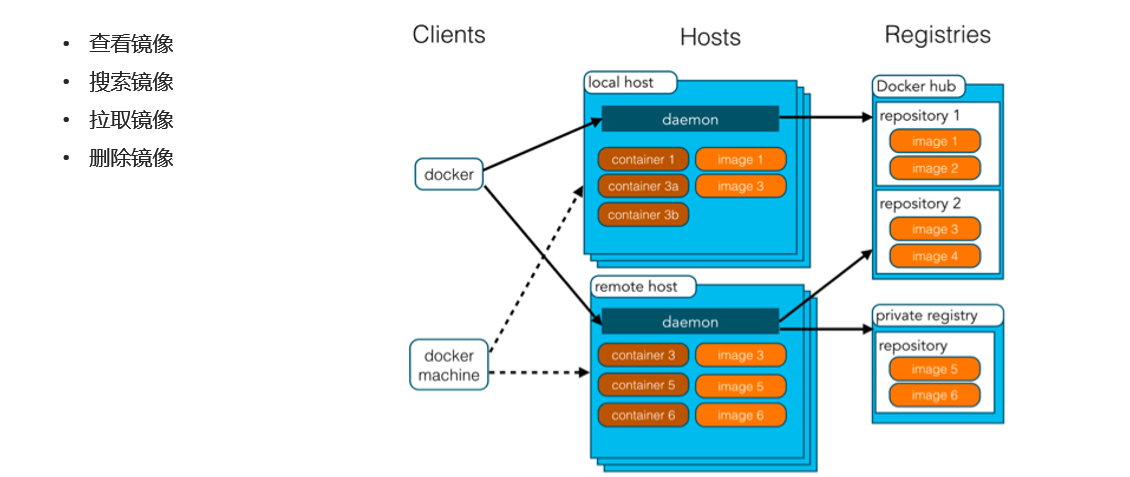 • 查看镜像
• 搜索镜像
• 拉取镜像
• 删除镜像
Clients
Hosts
Registries
docker
docker
machine
local host
daemon
container 1
image 1
container 3a
image 3
container 3b
remote host
daemon
container 3
image 3
container 5
image 5
container 6
image 6
Docker hub
repository 1
image 1
image 2
repository 2
image 3
image 4
private registry
repository
image 5
image 6